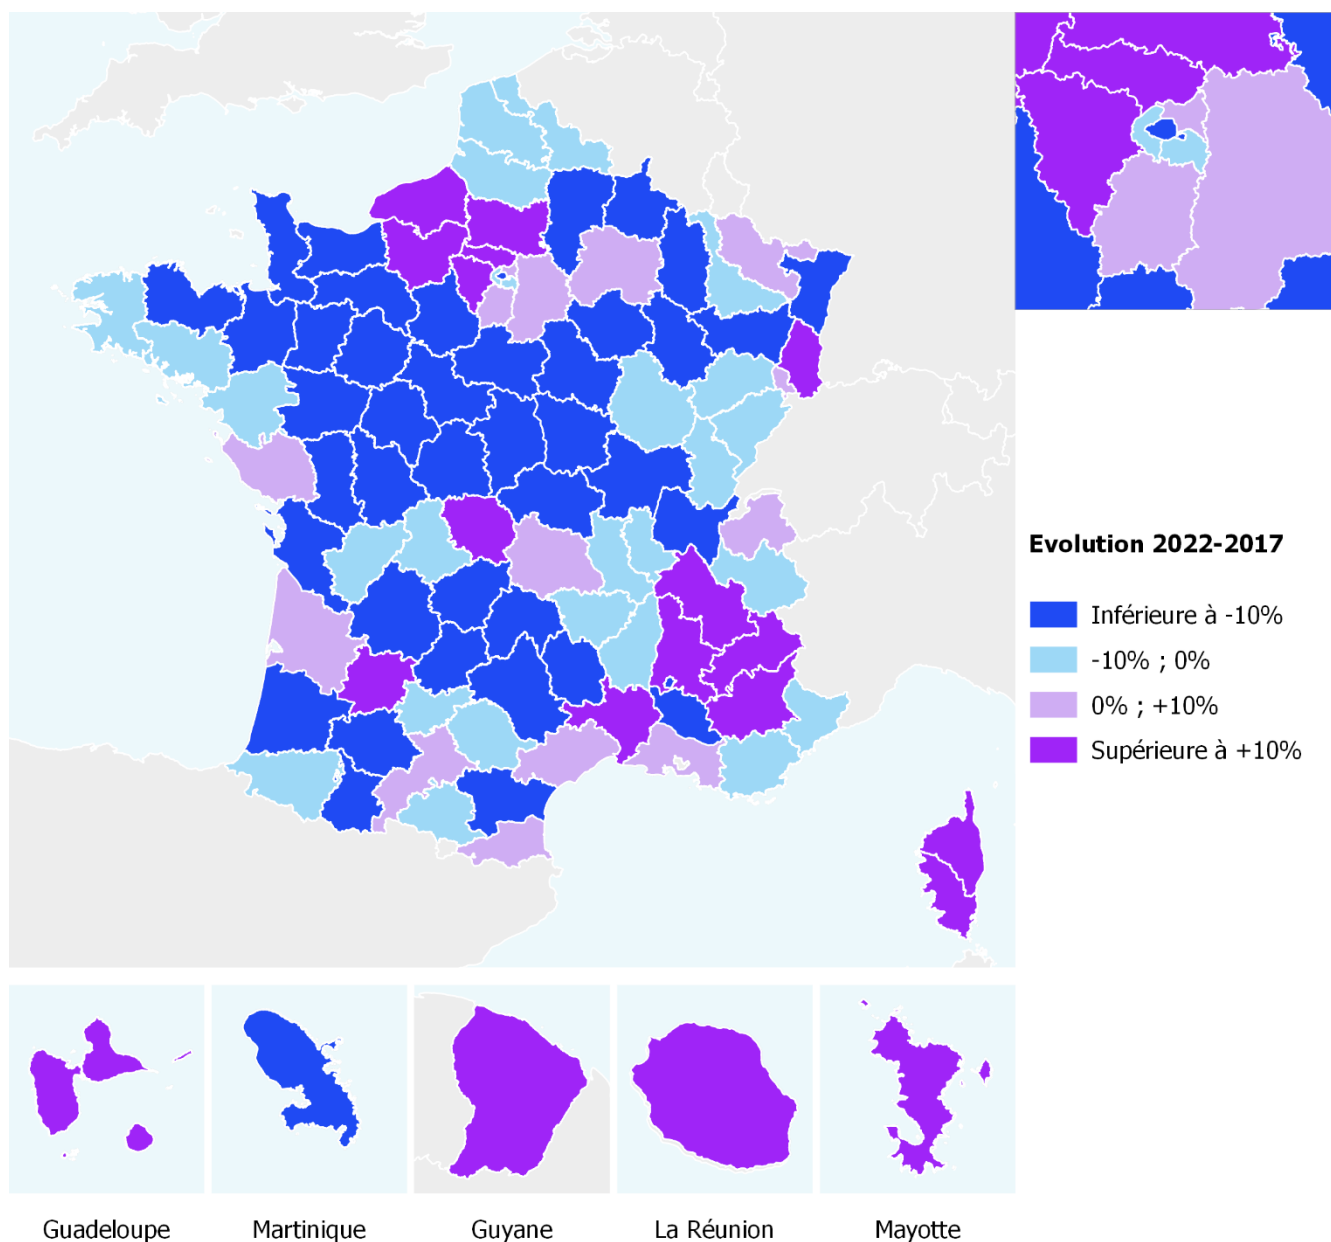 Evolution 2022-2017
Inférieure à -10%
-10% ; 0%
0% ; +10%
Supérieure à +10%
Guadeloupe
Martinique
Guyane
La Réunion
Mayotte